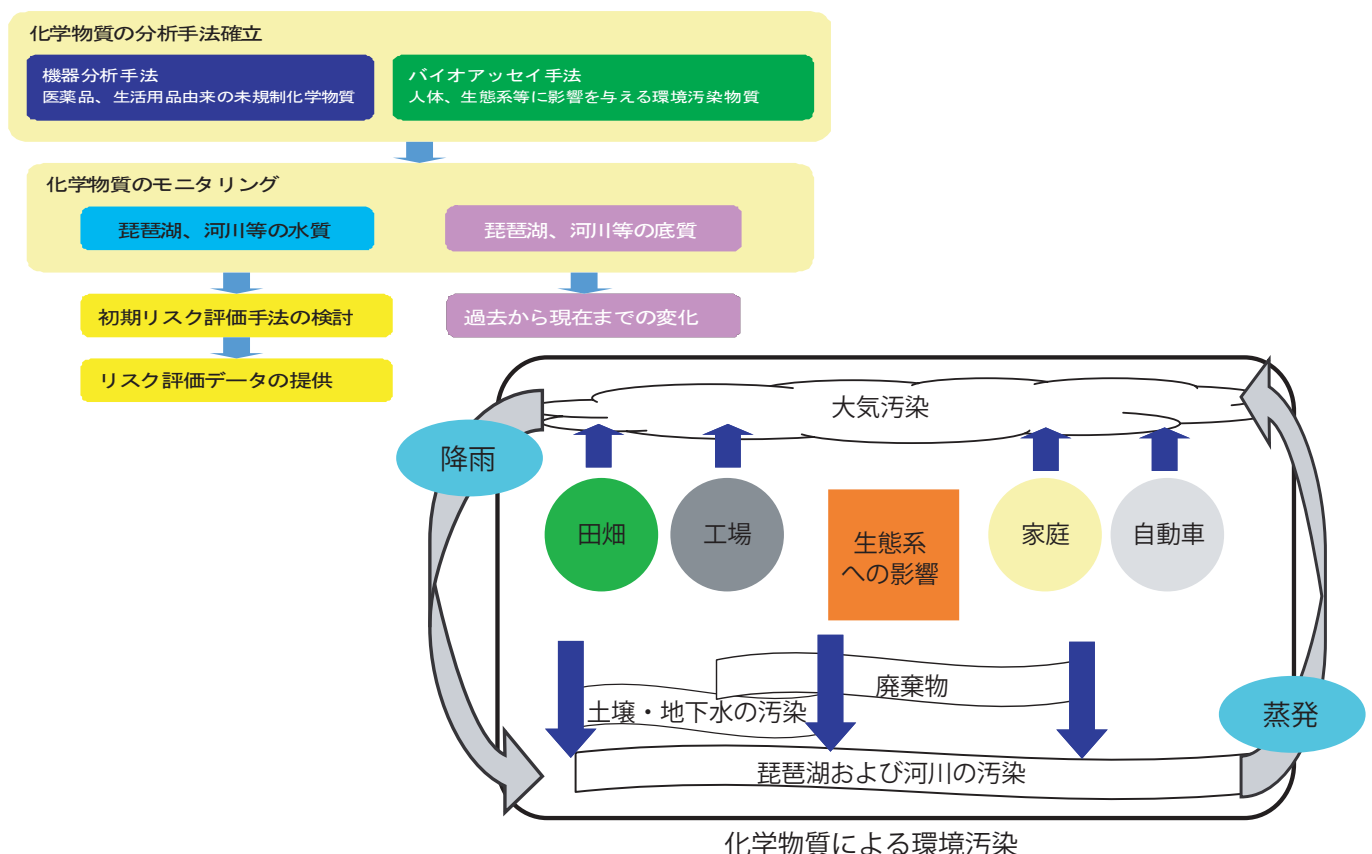 化学物質の分析手法確立
機器分析手法
医薬品、生活用品由来の未規制化学物質
バイオアッセイ手法
人体、生態系等に影響を与える環境汚染物質
化学物質のモニタリング
琵琶湖、河川等の水質
琵琶湖、河川等の底質
初期リスク評価手法の検討
過去から現在までの変化
リスク評価データの提供
大気汚染
降雨
田畑
工場
生態系
への影響
家庭
自動車
廃棄物
土壌・地下水の汚染
蒸発
琵琶湖および河川の汚染
化学物質による環境汚染